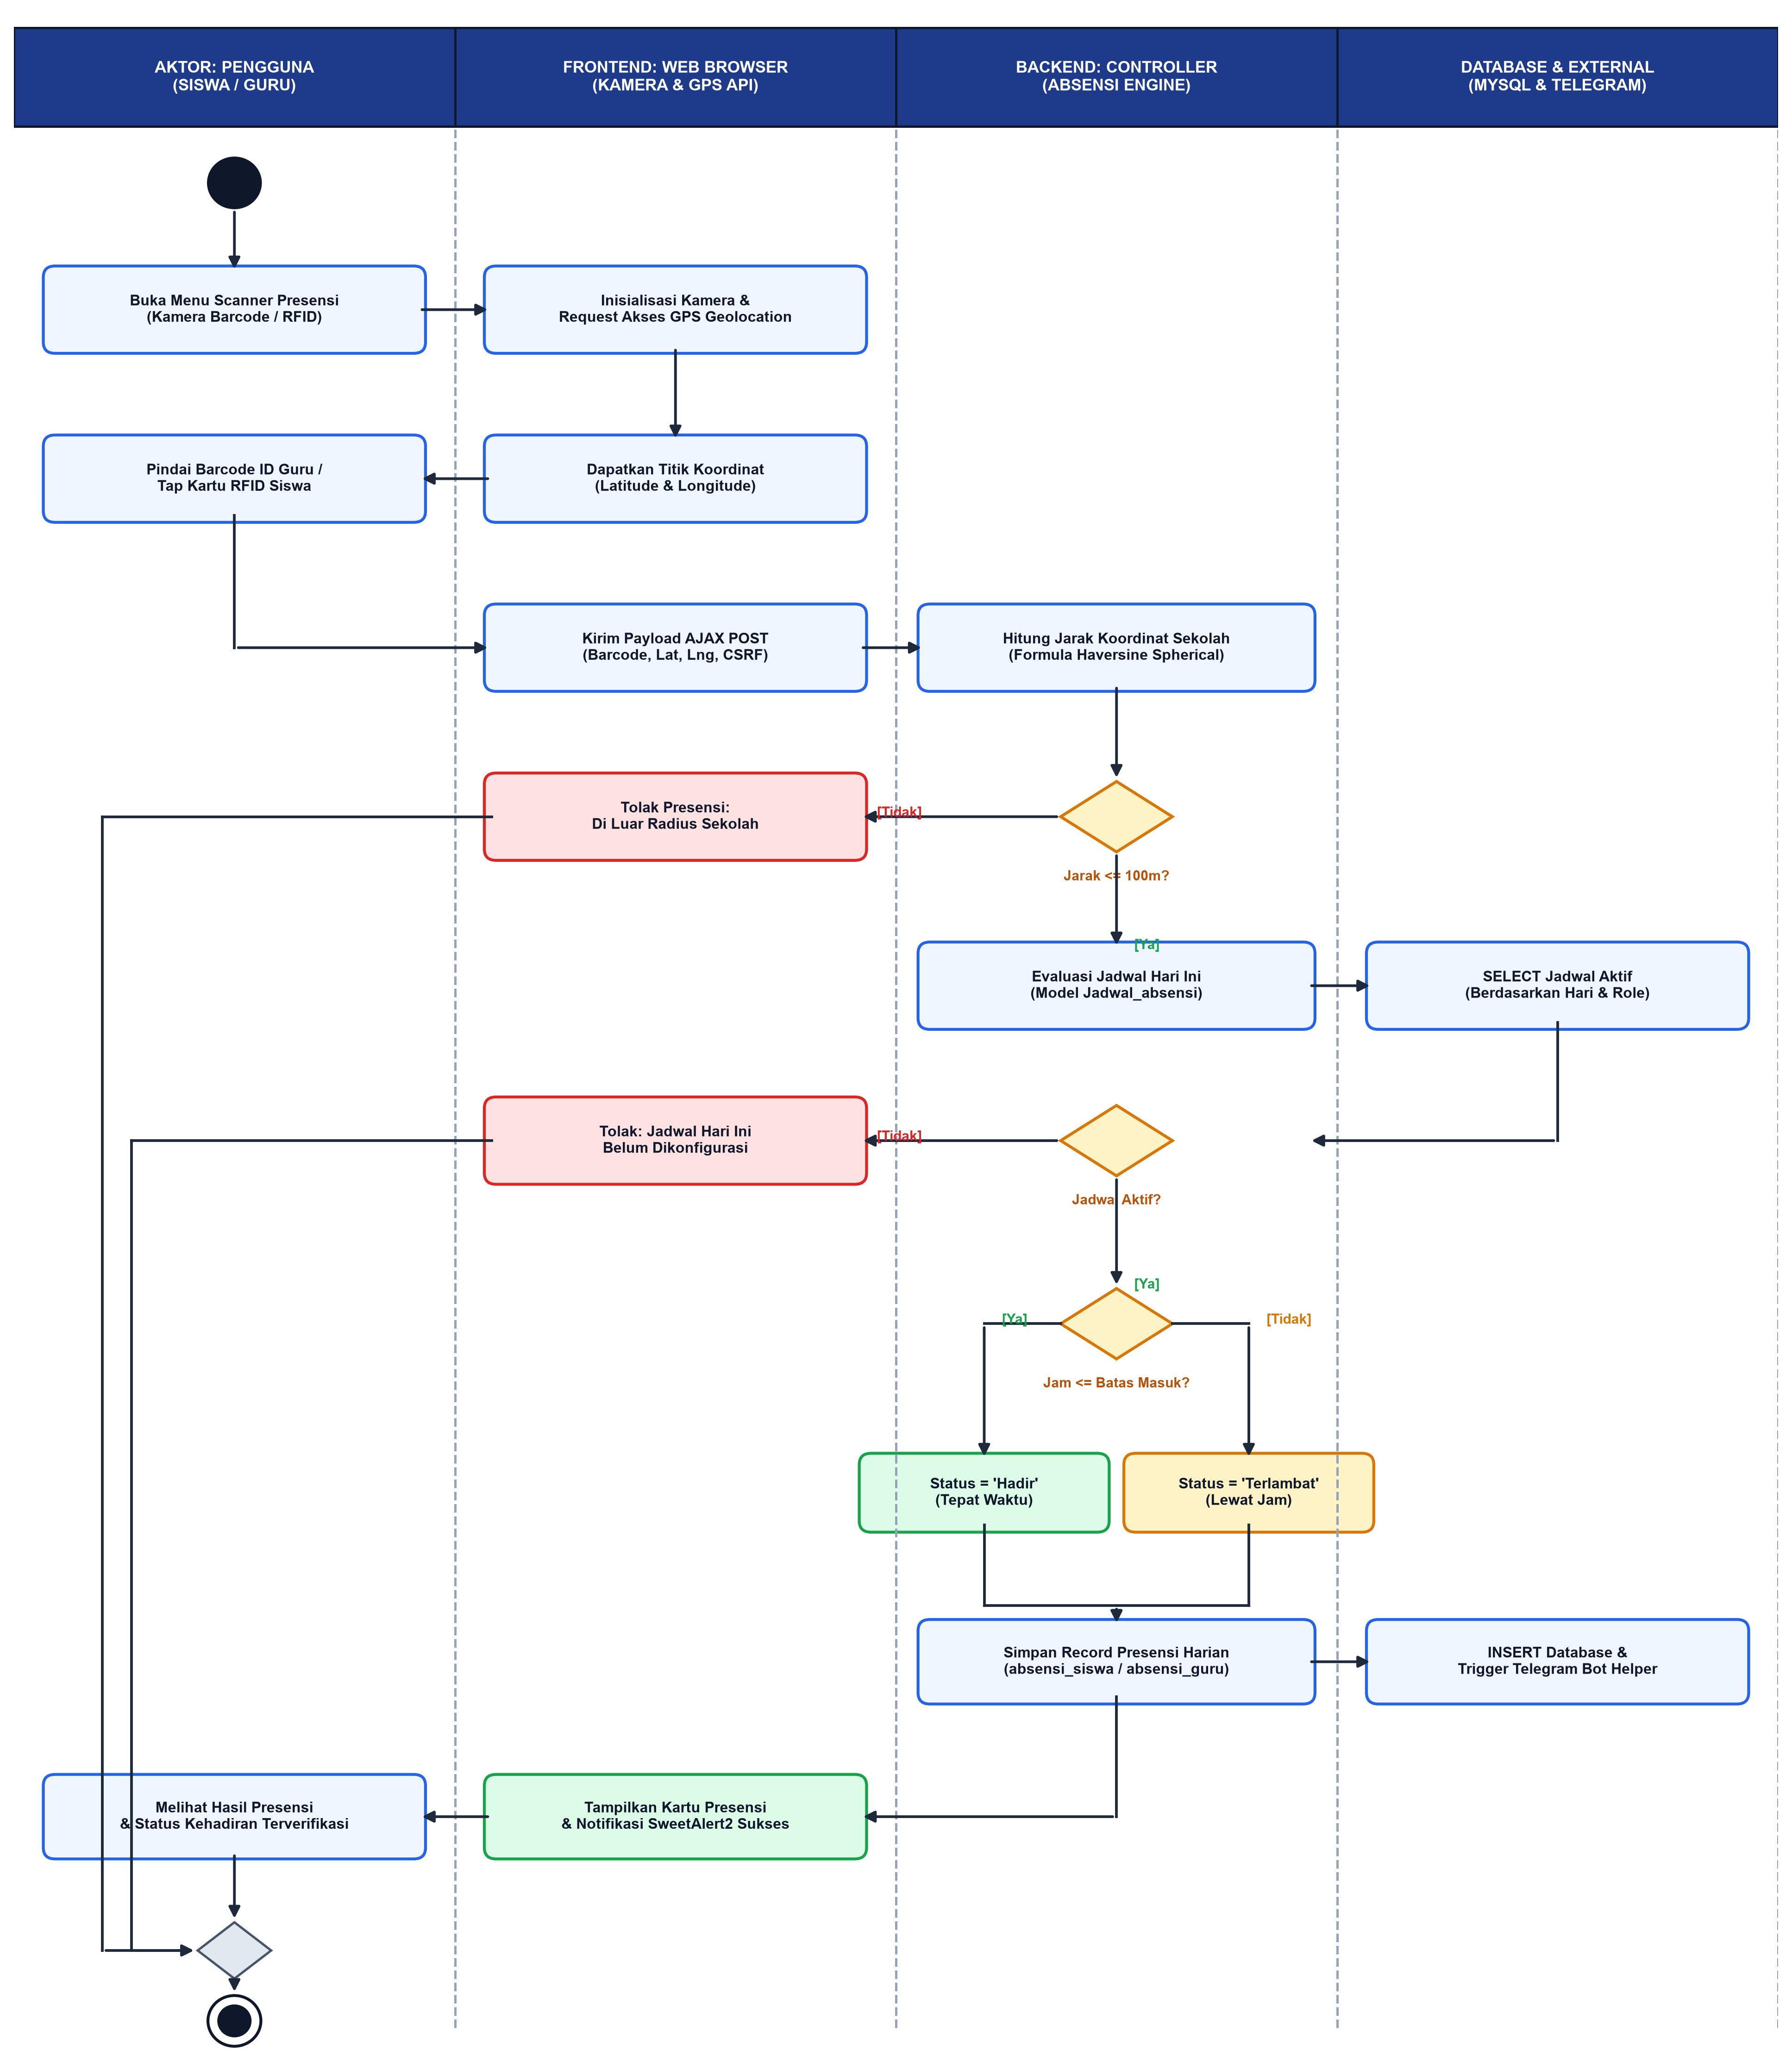 AKTOR: PENGGUNA
(SISWA / GURU)
FRONTEND: WEB BROWSER
(KAMERA & GPS API)
BACKEND: CONTROLLER
(ABSENSI ENGINE)
DATABASE & EXTERNAL
(MYSQL & TELEGRAM)
Buka Menu Scanner Presensi
(Kamera Barcode / RFID)
Inisialisasi Kamera &
Request Akses GPS Geolocation
Pindai Barcode ID Guru /
Tap Kartu RFID Siswa
Dapatkan Titik Koordinat
(Latitude & Longitude)
Kirim Payload AJAX POST
(Barcode, Lat, Lng, CSRF)
Hitung Jarak Koordinat Sekolah
(Formula Haversine Spherical)
Tolak Presensi:
Di Luar Radius Sekolah
[Tidak]
Jarak <= 100m?
[Ya]
Evaluasi Jadwal Hari Ini
(Model Jadwal_absensi)
SELECT Jadwal Aktif
(Berdasarkan Hari & Role)
Tolak: Jadwal Hari Ini
Belum Dikonfigurasi
[Tidak]
Jadwal Aktif?
[Ya]
[Ya]
[Tidak]
Jam <= Batas Masuk?
Status = 'Hadir'
(Tepat Waktu)
Status = 'Terlambat'
(Lewat Jam)
Simpan Record Presensi Harian
(absensi_siswa / absensi_guru)
INSERT Database &
Trigger Telegram Bot Helper
Melihat Hasil Presensi
& Status Kehadiran Terverifikasi
Tampilkan Kartu Presensi
& Notifikasi SweetAlert2 Sukses